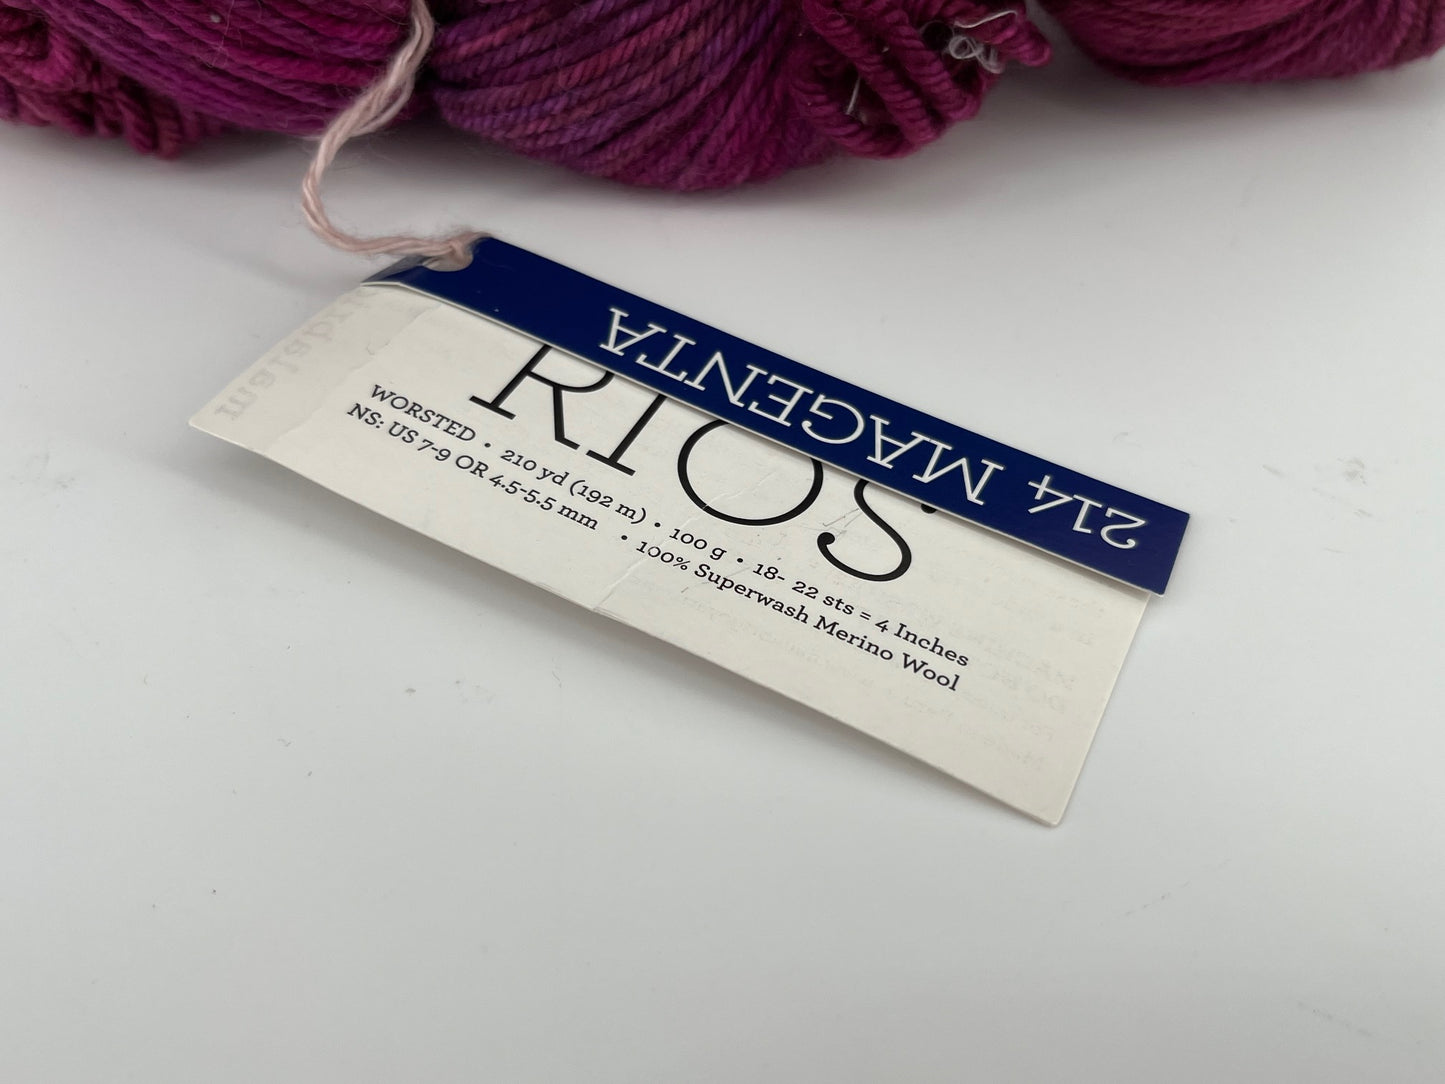 214 MAGENTA
RIOS
WORSTED • 210 yd (192 m) • 100 g • 18- 22 sts = 4 Inches
NS: US 7-9 OR 4.5-5.5 mm • 100% Superwash Merino Wool